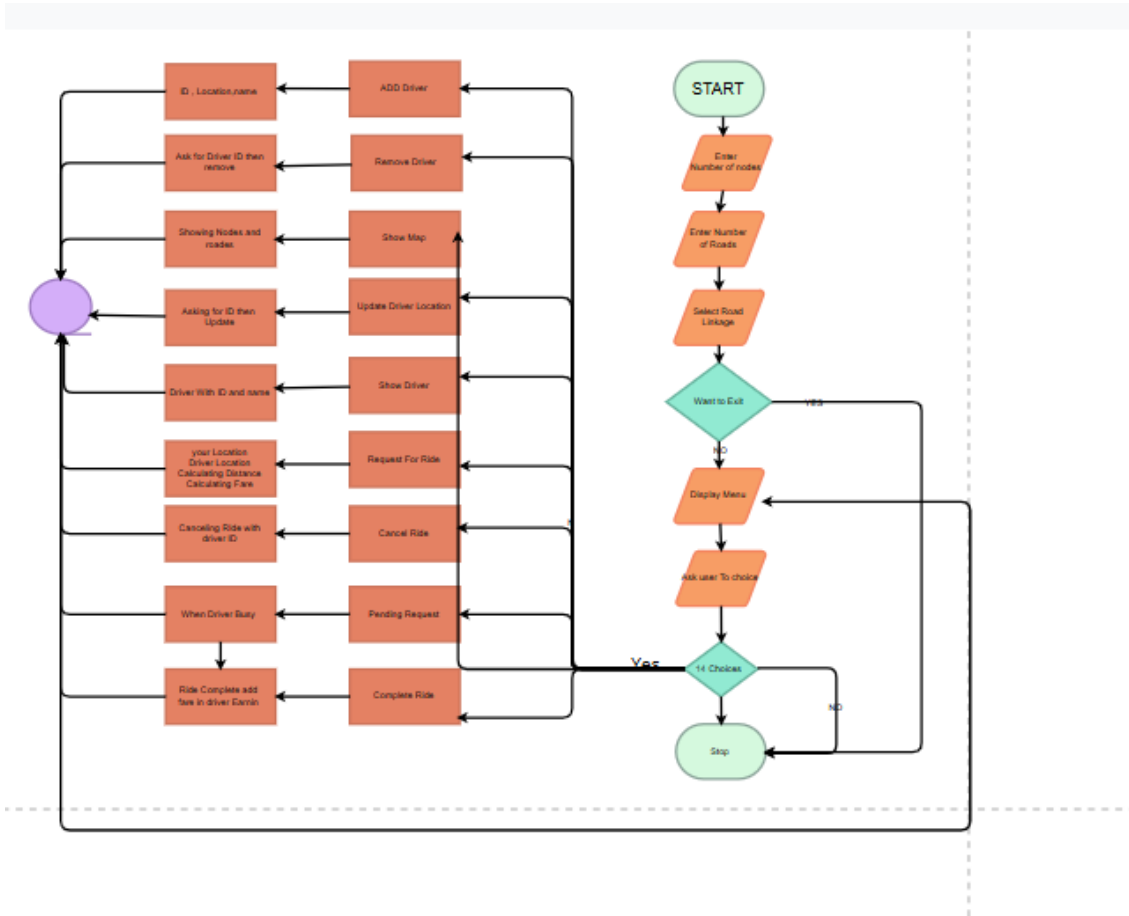 START
Enter
Number of nodes
Enter Number
of Roads
Select Road
Linkage
Want to Exit
YES
NO
Display Menu
Ask user To choice
14 Choices
Yes
NO
Stop
ADD Driver
ID , Location,name
Remove Driver
Ask for Driver ID then
remove
Show Map
Showing Nodes and
roades
Update Driver Location
Asking for ID then
Update
Show Driver
Driver With ID and name
Request For Ride
your Location
Driver Location
Calculating Distance
Calculating Fare
Cancel Ride
Canceling Ride with
driver ID
Pending Request
When Driver Busy
Complete Ride
Ride Complete add
fare in driver Earnin